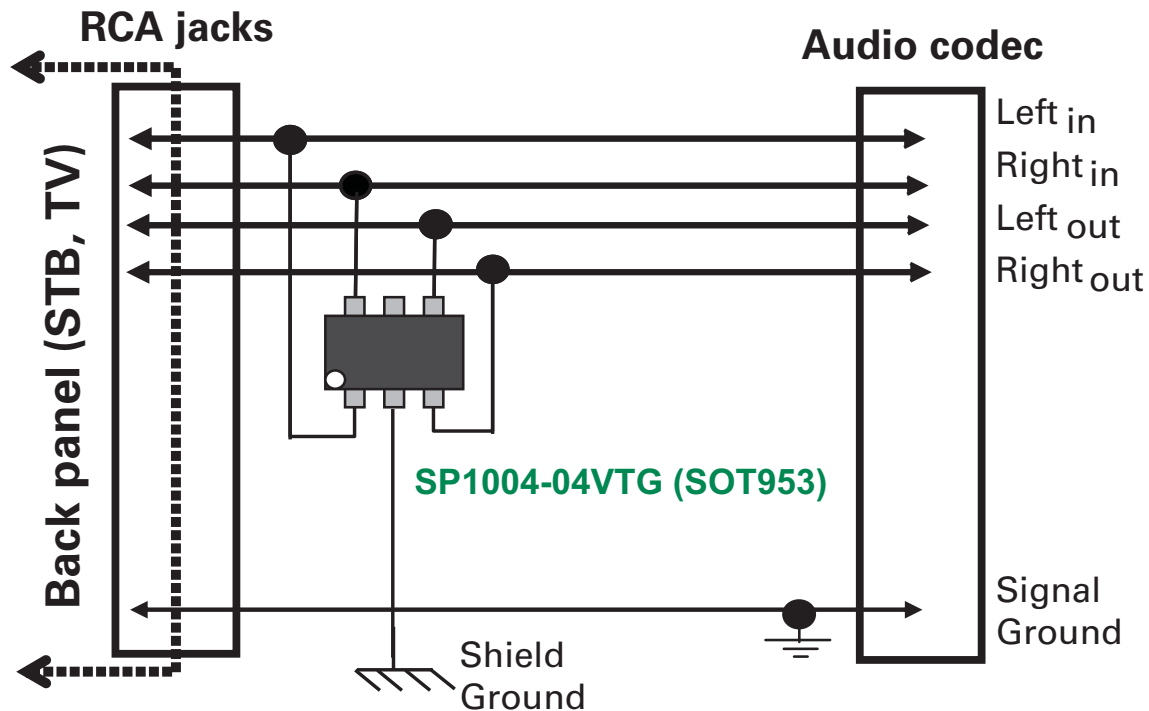 RCA jacks
Audio codec
Back panel (STB, TV)
Left in
Right in
Left out
Right out
SP1004-04VTG (SOT953)
Signal
Ground
Shield
Ground